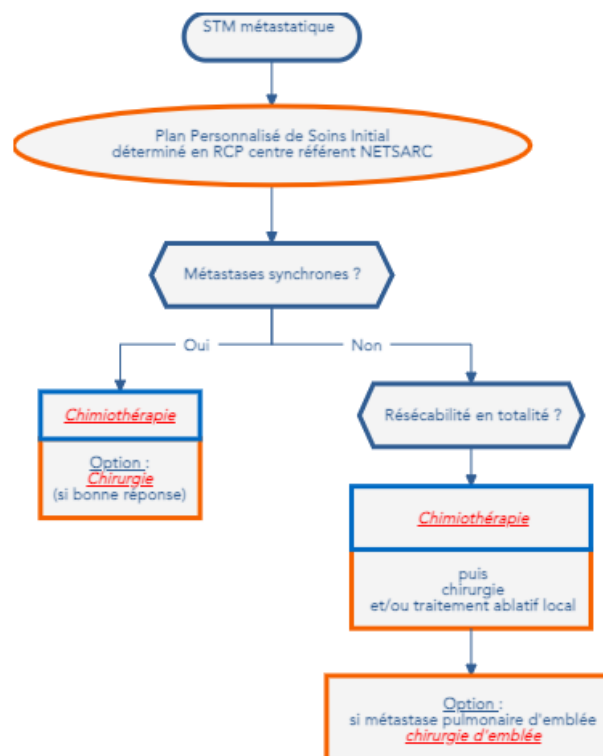 STM métastatique
Plan Personnalisé de Soins Initial
déterminé en RCP centre référent NETSARC
Métastases synchrones ?
Oui
Non
Chimiothérapie
Option :
Chirurgie
(si bonne réponse)
Résécabilité en totalité ?
Chimiothérapie
puis
chirurgie
et/ou traitement ablatif local
Option :
si métastase pulmonaire d'emblée
chirurgie d'emblée